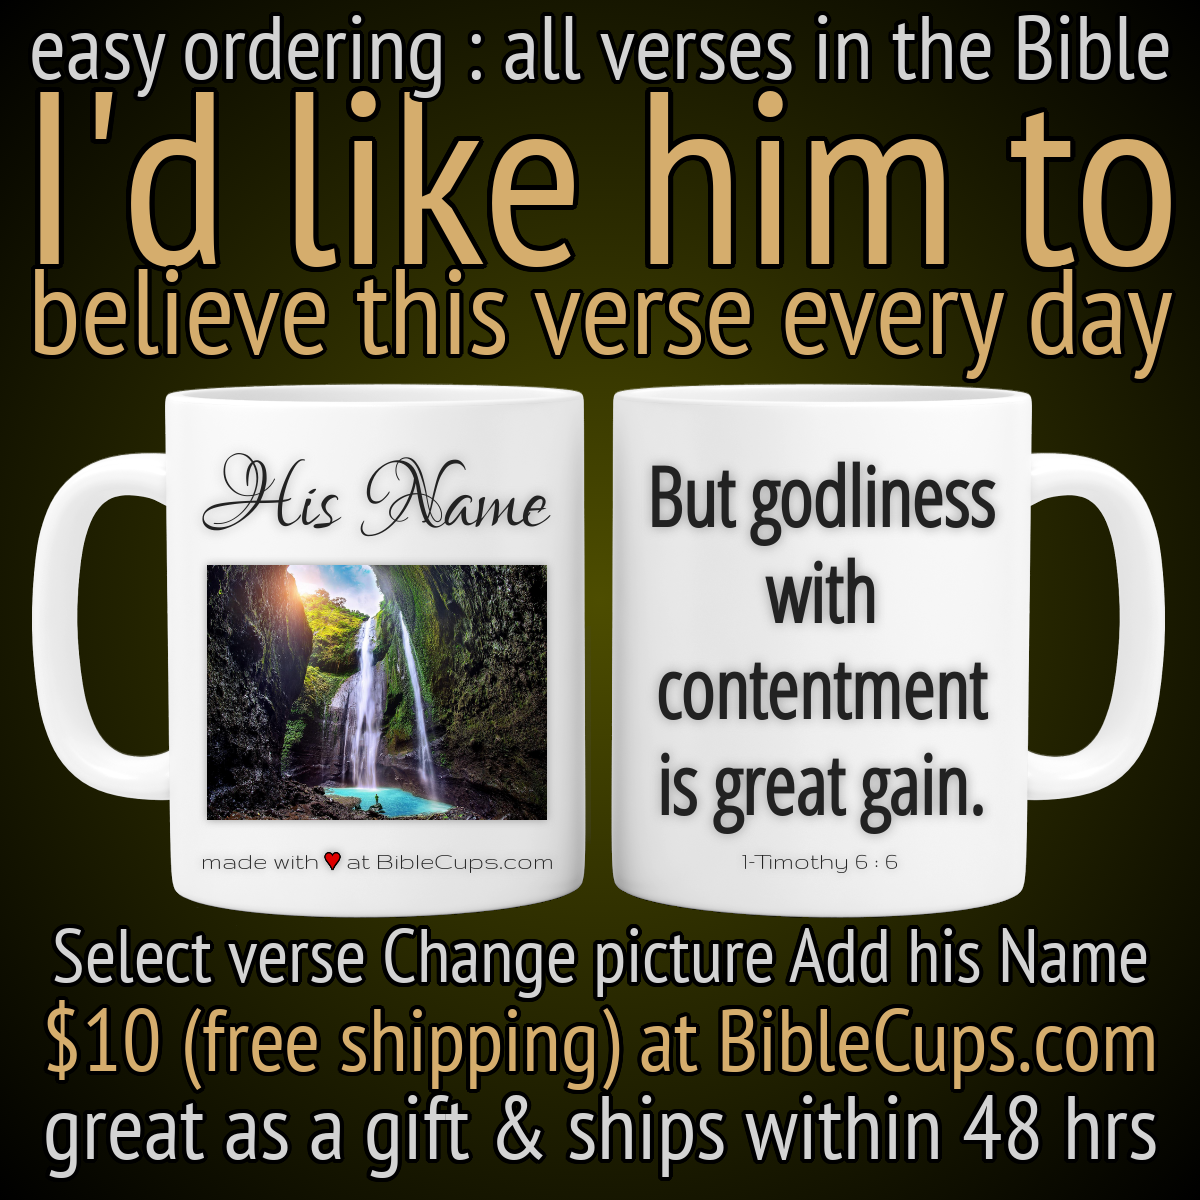 easy ordering : all verses in the Bible
I'd like him to
believe this verse every day
His Name
made with ♥ at BibleCups.com
But godliness
with
contentment
is great gain.
1-Timothy 6 : 6
Select verse Change picture Add his Name
$10 (free shipping) at BibleCups.com
great as a gift & ships within 48 hrs